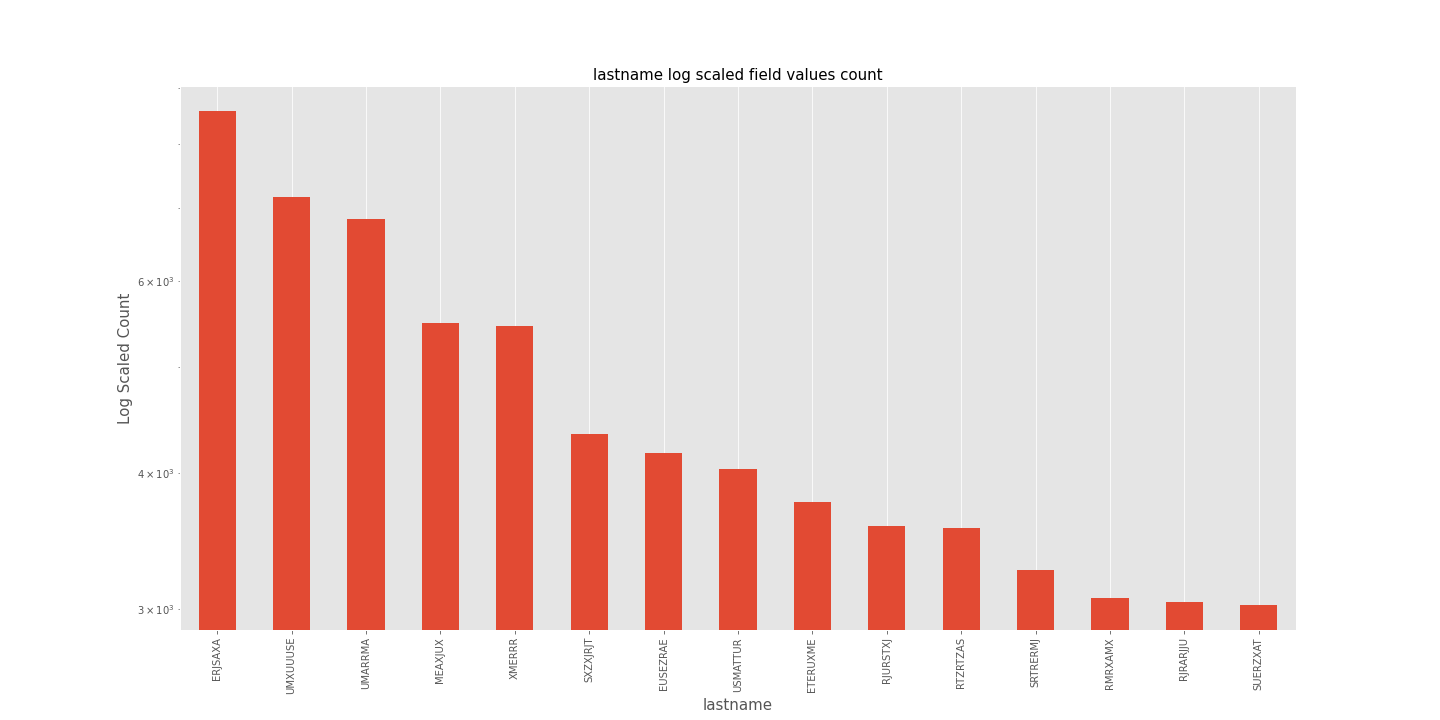 lastname log scaled field values count
Log Scaled Count
6 × 10³
4 × 10³
3 × 10³
ERJSAXA
UMXUUUSE
UMARRMA
MEAXJUX
XMERRR
SXZXJRJT
EUSEZRAE
USMATTUR
ETERUXME
RJURSTXJ
RTZRTZAS
SRTRERMJ
RMRXAMX
RJRARJJU
SUERZXAT
lastname